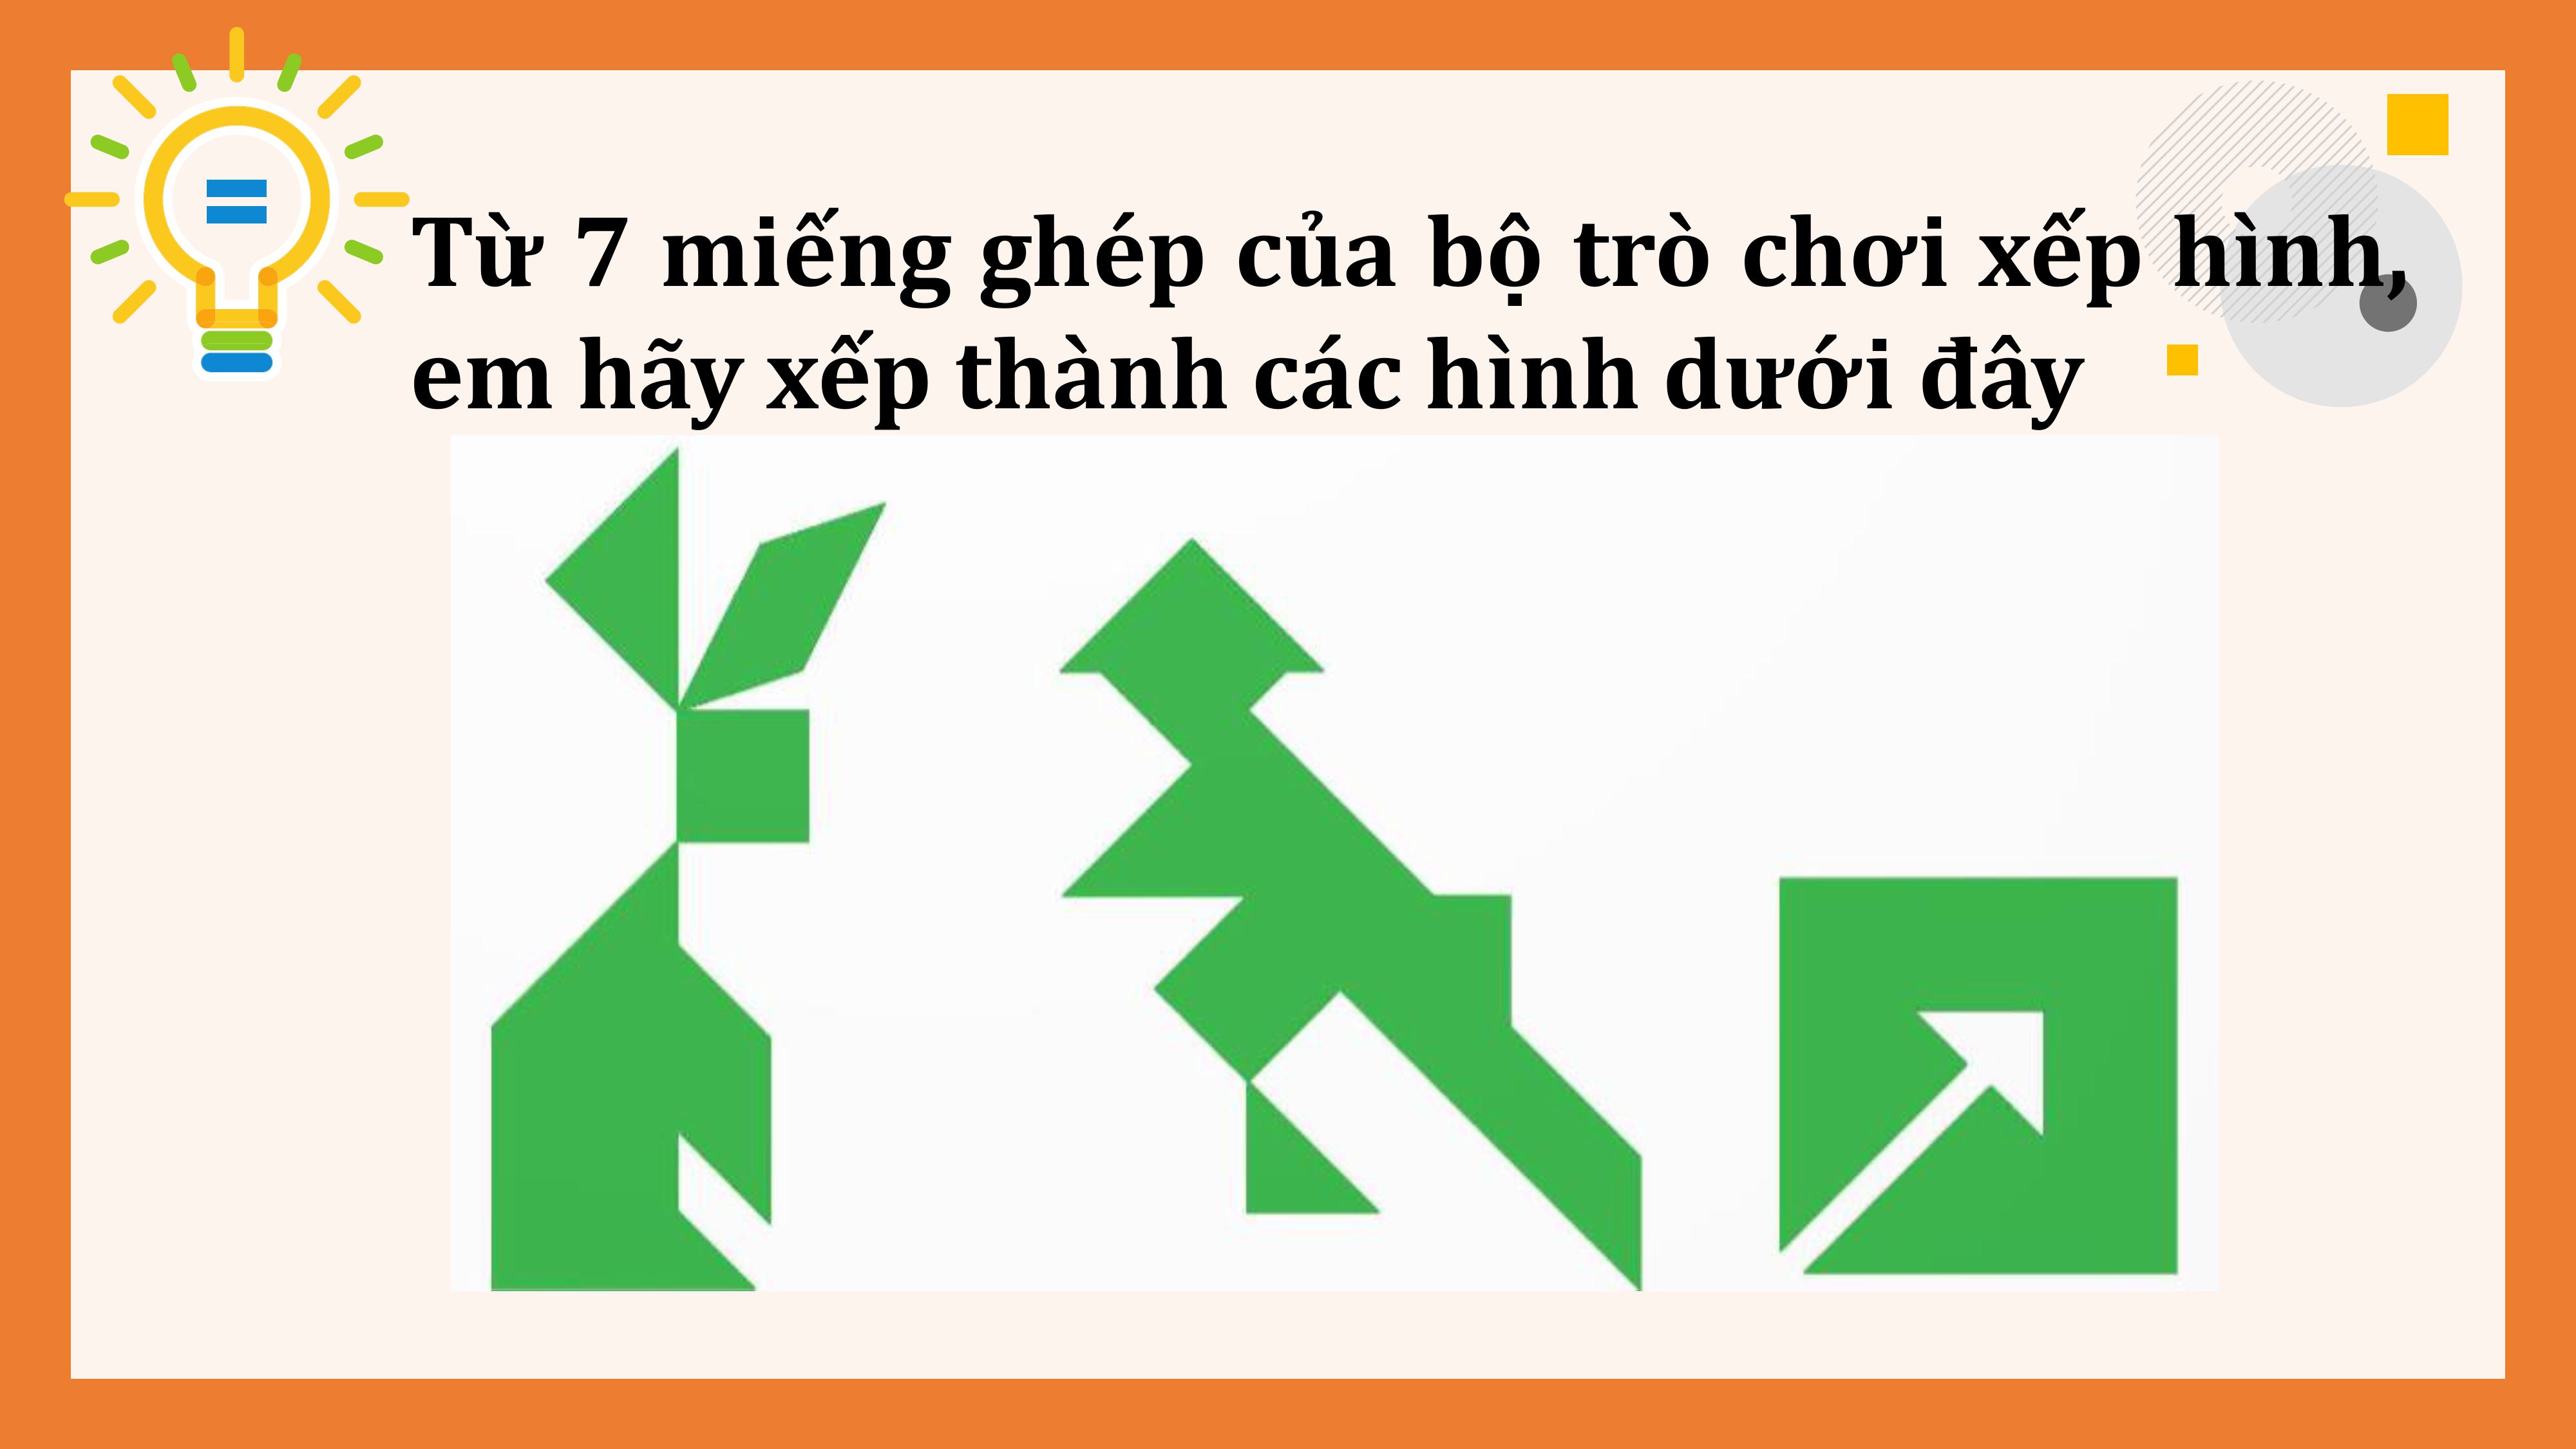 Từ 7 miếng ghép của bộ trò chơi xếp hình,
em hãy xếp thành các hình dưới đây